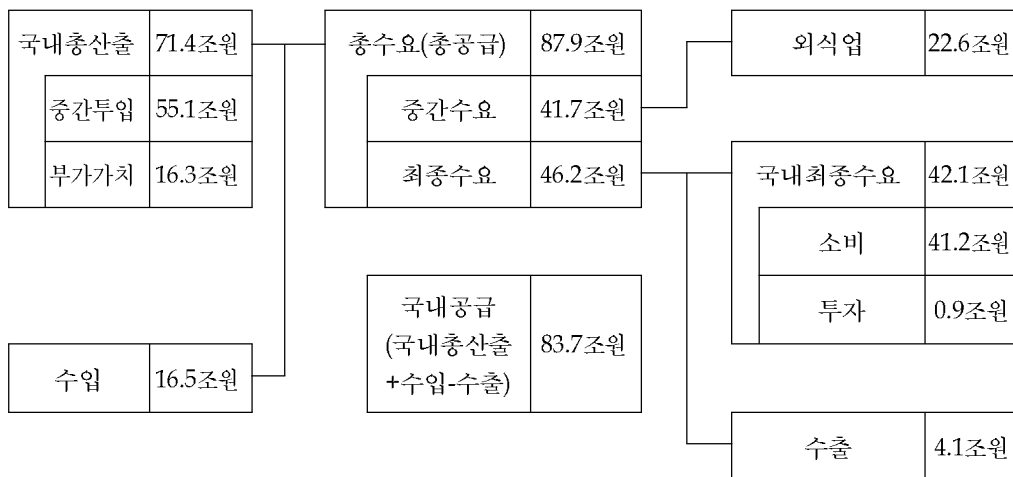 국내총산출 71.4조원
중간투입 55.1조원
부가가치 16.3조원
수입 16.5조원
총수요(총공급) 87.9조원
중간수요 41.7조원
최종수요 46.2조원
국내공급
(국내총산출
+수입-수출)
83.7조원
외식업 22.6조원
국내최종수요 42.1조원
소비 41.2조원
투자 0.9조원
수출 4.1조원